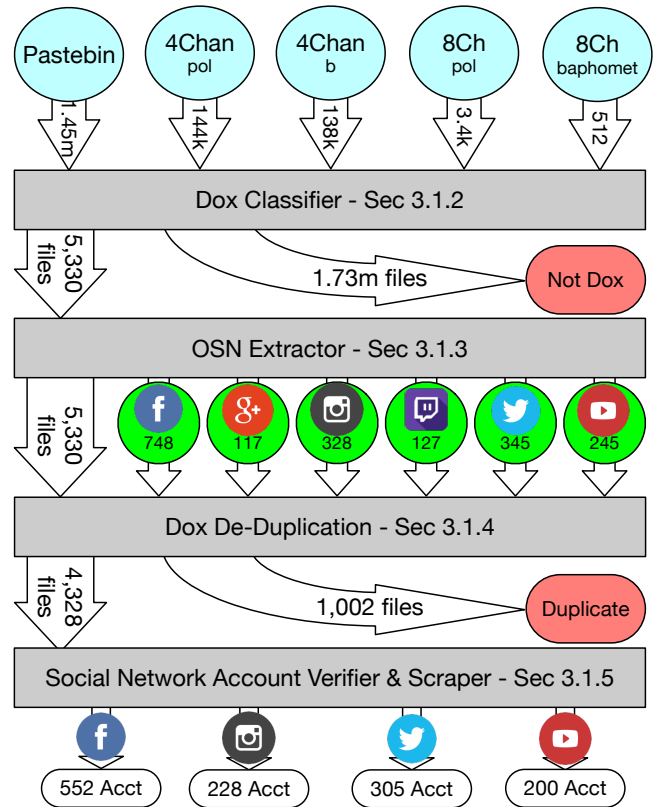 Pastebin
4Chan
pol
4Chan
b
8Ch
pol
8Ch
baphomet
1.45m
144k
138k
3.4k
512
Dox Classifier - Sec 3.1.2
5,330
files
1.73m files
Not Dox
OSN Extractor - Sec 3.1.3
5,330
files
f
g+
748
117
328
127
345
245
Dox De-Duplication - Sec 3.1.4
4,328
files
1,002 files
Duplicate
Social Network Account Verifier & Scraper - Sec 3.1.5
f
552 Acct
228 Acct
305 Acct
200 Acct